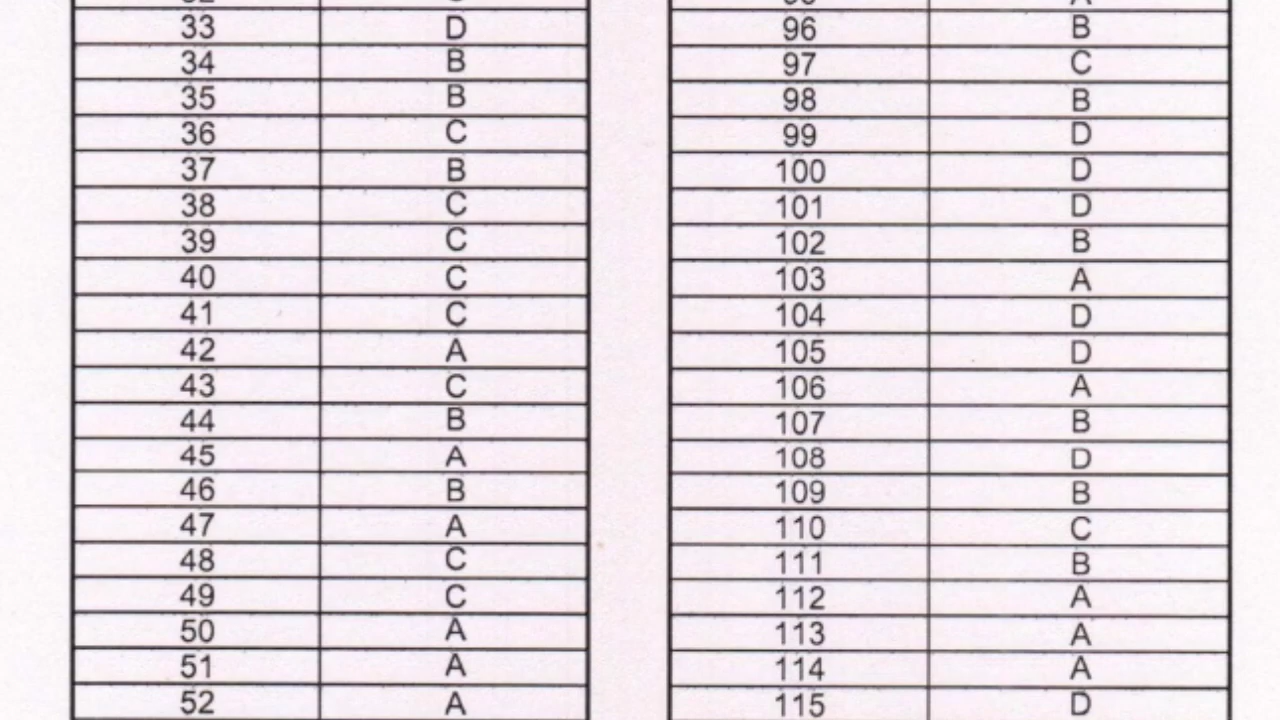 33 D
34 B
35 B
36 C
37 B
38 C
39 C
40 C
41 C
42 A
43 C
44 B
45 A
46 B
47 A
48 C
49 C
50 A
51 A
52 A
96 B
97 C
98 B
99 D
100 D
101 D
102 B
103 A
104 D
105 D
106 A
107 B
108 D
109 B
110 C
111 B
112 A
113 A
114 A
115 D